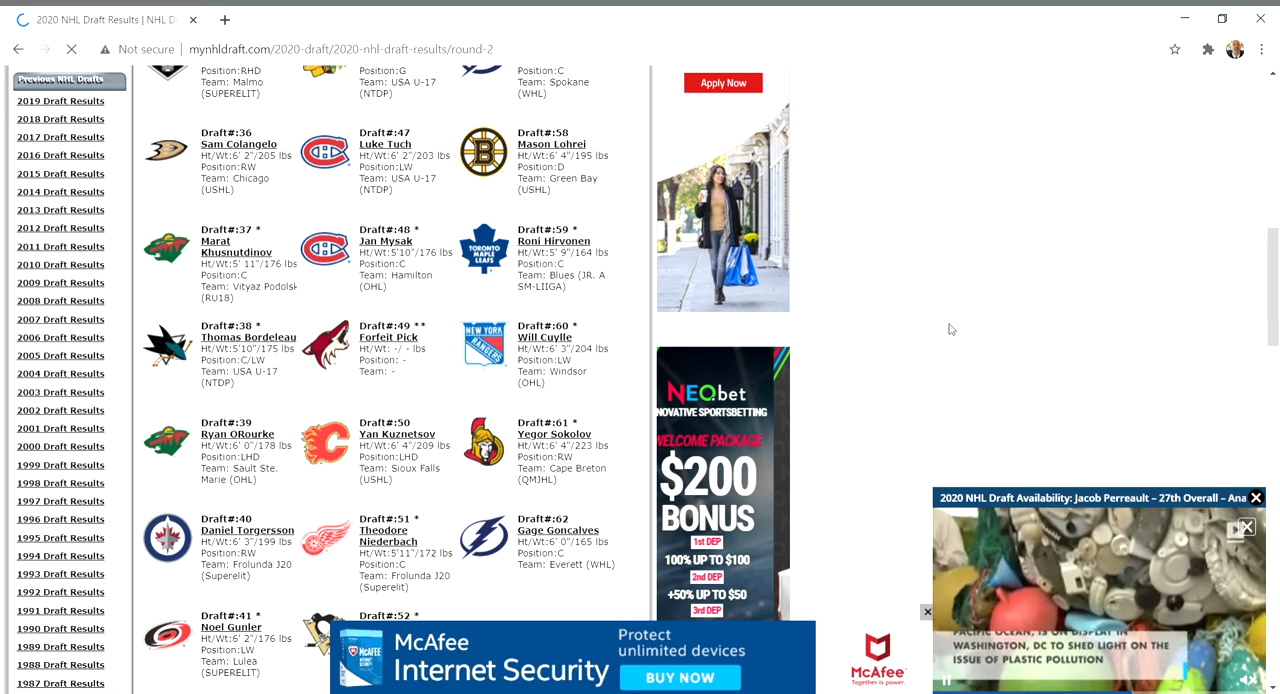 2020 NHL Draft Results | NHL D
Not secure | mynhldraft.com/2020-draft/2020-nhl-draft-results/round-2
Previous NHL Drafts
2019 Draft Results
2018 Draft Results
2017 Draft Results
2016 Draft Results
2015 Draft Results
2014 Draft Results
2013 Draft Results
2012 Draft Results
2011 Draft Results
2010 Draft Results
2009 Draft Results
2008 Draft Results
2007 Draft Results
2006 Draft Results
2005 Draft Results
2004 Draft Results
2003 Draft Results
2002 Draft Results
2001 Draft Results
2000 Draft Results
1999 Draft Results
1998 Draft Results
1997 Draft Results
1996 Draft Results
1995 Draft Results
1994 Draft Results
1993 Draft Results
1992 Draft Results
1991 Draft Results
1990 Draft Results
1989 Draft Results
1988 Draft Results
1987 Draft Results
Position:RHD
Team: Malmo
(SUPERELIT)
Draft#:36
Sam Colangelo
Ht/Wt:6' 2"/205 lbs
Position:RW
Team: Chicago
(USHL)
Draft#:37 *
Marat
Khusnutdinov
Ht/Wt:5' 11"/176 lbs
Position:C
Team: Vityaz Podolsk
(RU18)
Draft#:38 *
Thomas Bordeleau
Ht/Wt:5'10"/175 lbs
Position:C/LW
Team: USA U-17
(NTDP)
Draft#:39
Ryan ORourke
Ht/Wt:6' 0"/178 lbs
Position:LHD
Team: Sault Ste.
Marie (OHL)
Draft#:40
Daniel Torgersson
Ht/Wt:6' 3"/199 lbs
Position:RW
Team: Frolunda J20
(Superelit)
Draft#:41 *
Noel Gunler
Ht/Wt:6' 2"/176 lbs
Position:LW
Team: Lulea
(SUPERELIT)
Position:G
Team: USA U-17
(NTDP)
Draft#:47
Luke Tuch
Ht/Wt:6' 2"/203 lbs
Position:LW
Team: USA U-17
(NTDP)
Draft#:48 *
Jan Mysak
Ht/Wt:5'10"/176 lbs
Position:C
Team: Hamilton
(OHL)
Draft#:49 **
Forfeit Pick
Ht/Wt: -/ - lbs
Position: -
Team: -
Draft#:50
Yan Kuznetsov
Ht/Wt:6' 4"/209 lbs
Position:LHD
Team: Sioux Falls
(USHL)
Draft#:51 *
Theodore
Niederbach
Ht/Wt:5'11"/172 lbs
Position:C
Team: Frolunda J20
(Superelit)
Draft#:52 *
Position:C
Team: Spokane
(WHL)
Draft#:58
Mason Lohrei
Ht/Wt:6' 4"/195 lbs
Position:D
Team: Green Bay
(USHL)
Draft#:59 *
Roni Hirvonen
Ht/Wt:5' 9"/164 lbs
Position:C
Team: Blues (JR. A
SM-LIIGA)
Draft#:60 *
Will Cuylle
Ht/Wt:6' 3"/204 lbs
Position:LW
Team: Windsor
(OHL)
Draft#:61 *
Yegor Sokolov
Ht/Wt:6' 4"/223 lbs
Position:RW
Team: Cape Breton
(QMJHL)
Draft#:62
Gage Goncalves
Ht/Wt:6' 0"/165 lbs
Position:C
Team: Everett (WHL)
TORONTO
MAPLE
LEAFS
NEW YORK
RANGERS
Apply Now
NEO.bet
NOVATIVE SPORTSBETTING
WELCOME PACKAGE
$200
BONUS
1st DEP
100% UP TO $100
2nd DEP
+50% UP TO $50
3rd DEP
McAfee
Internet Security
Protect
unlimited devices
BUY NOW
McAfee
Together is power.
2020 NHL Draft Availability: Jacob Perreault – 27th Overall – Ana
PACIFIC OCEAN, IS ON DISPLAY IN
WASHINGTON, DC TO SHED LIGHT ON THE
ISSUE OF PLASTIC POLLUTION